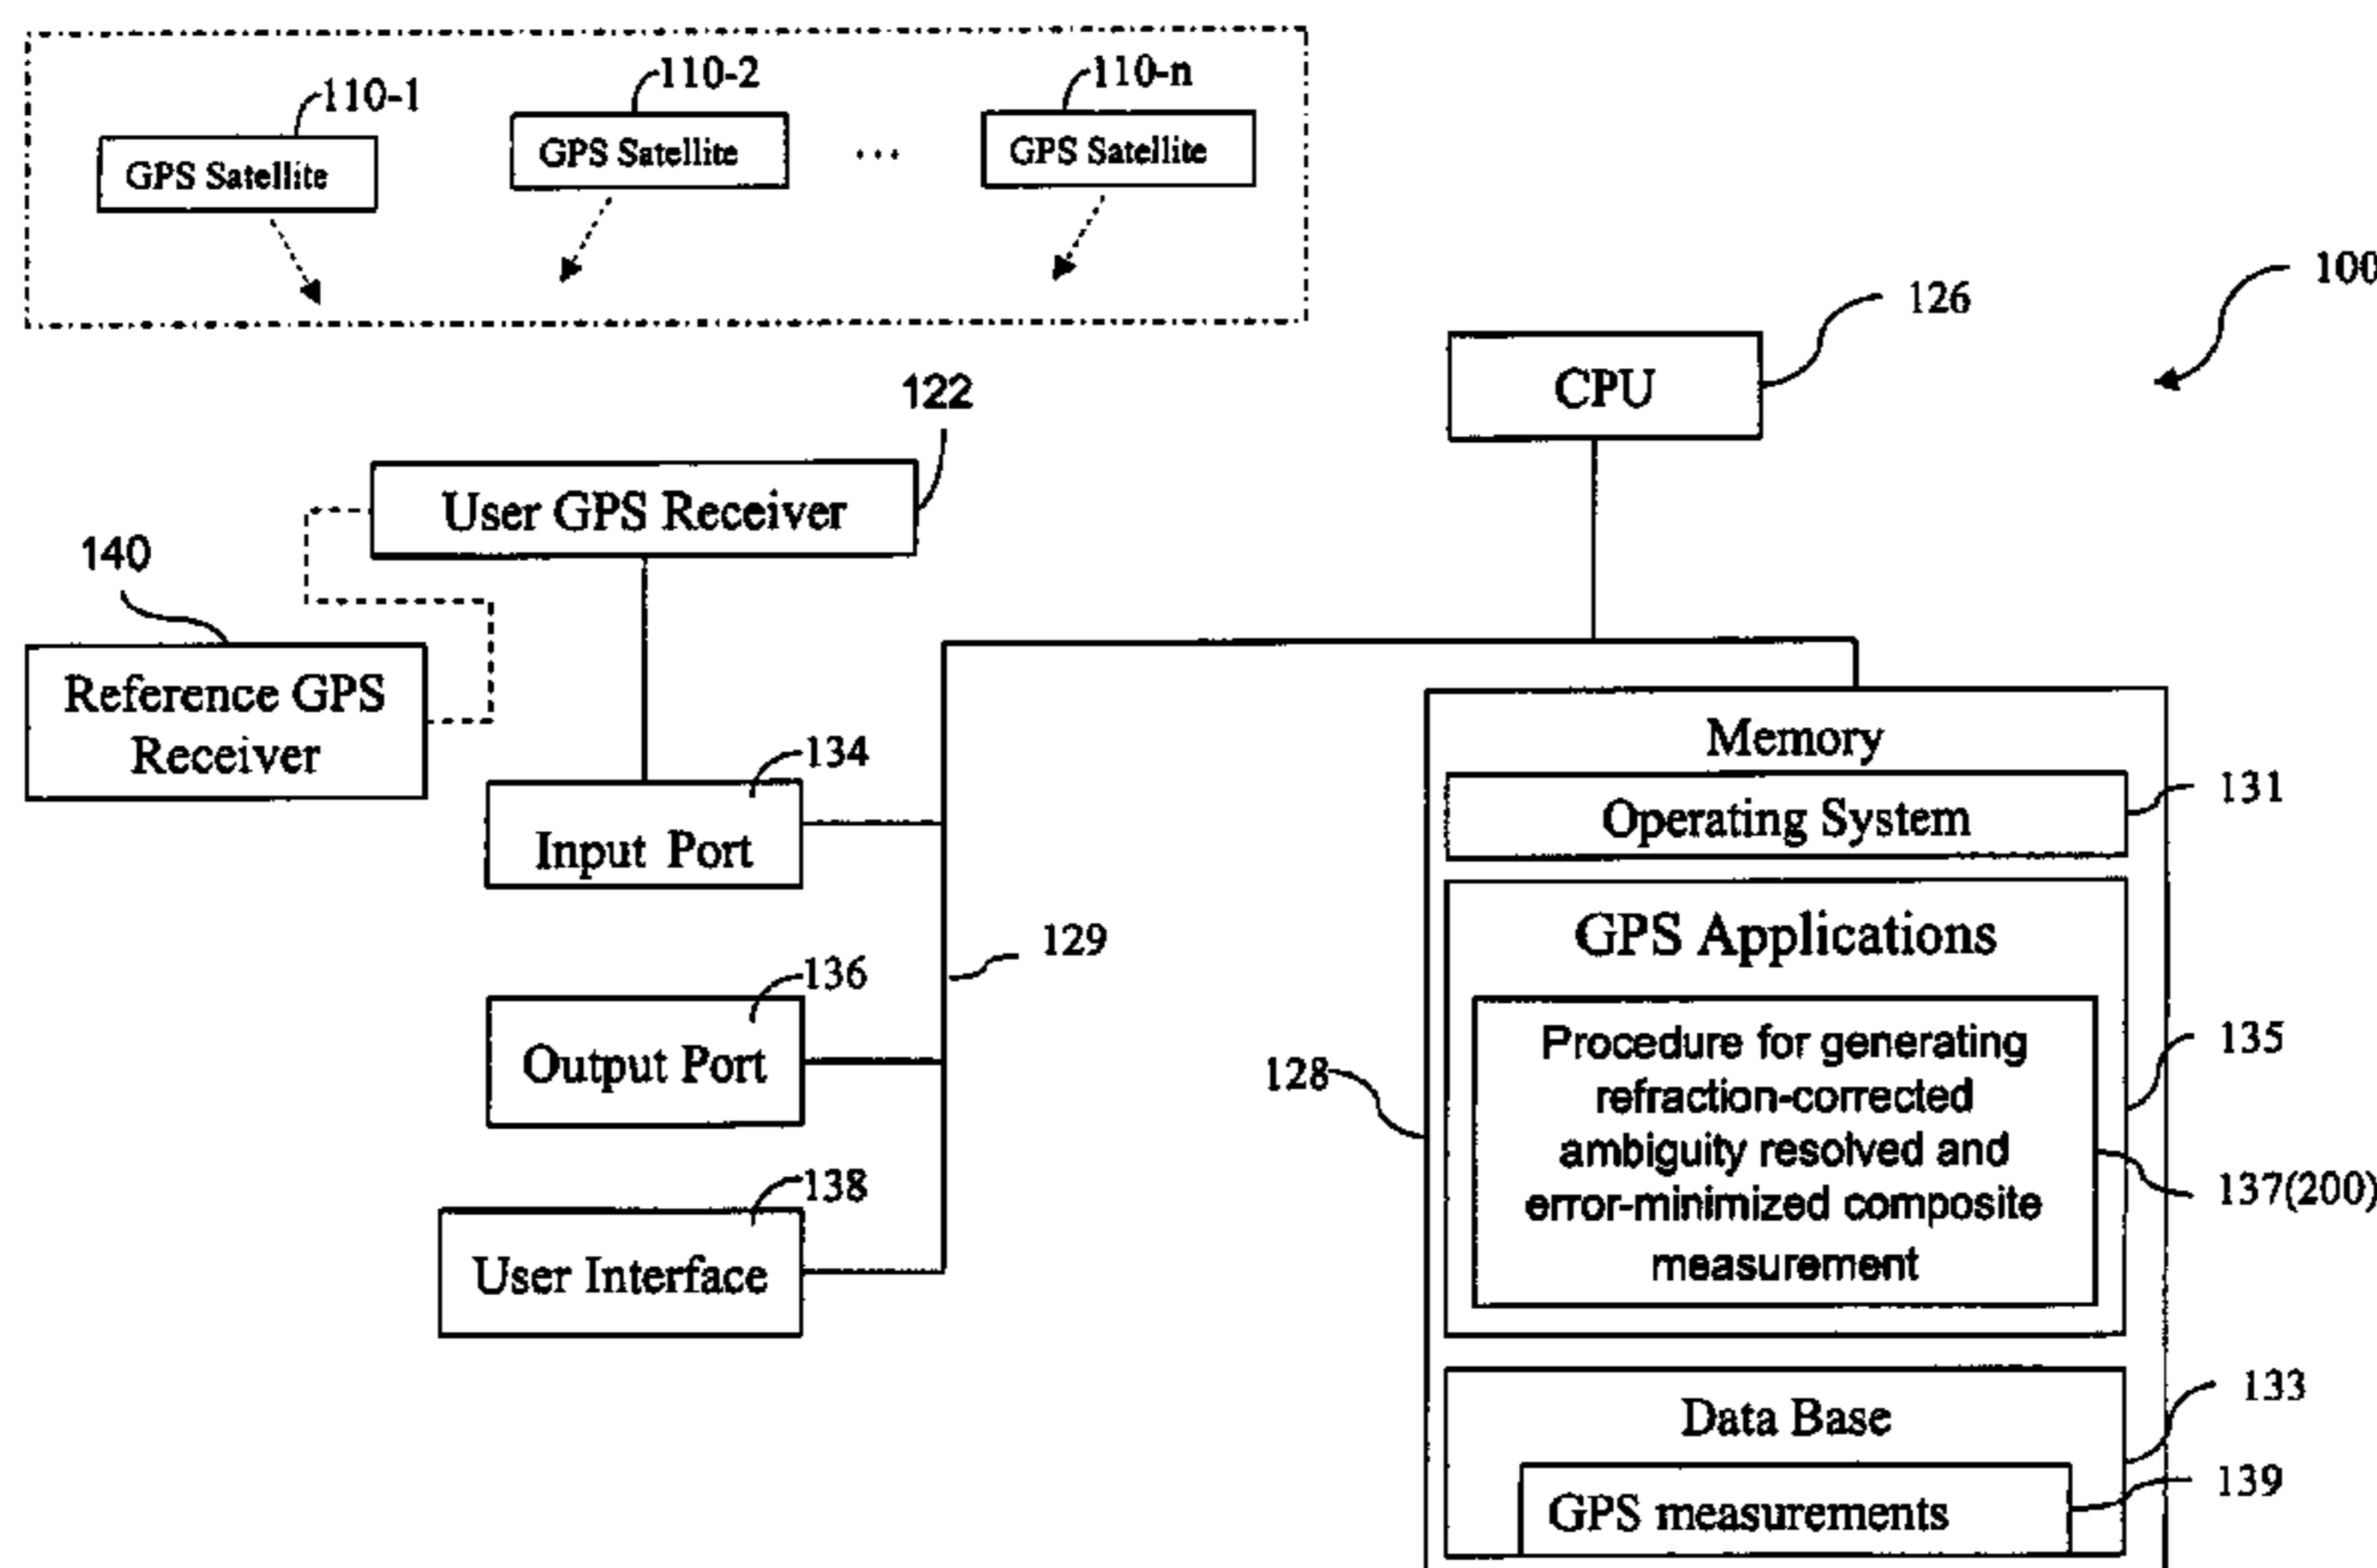 110-1
110-2
110-n
GPS Satellite
GPS Satellite
...
GPS Satellite
100
126
CPU
122
User GPS Receiver
140
Reference GPS
Receiver
134
Input Port
136
Output Port
138
User Interface
129
128
Memory
Operating System
131
GPS Applications
135
Procedure for generating
refraction-corrected
ambiguity resolved and
error-minimized composite
measurement
137(200)
Data Base
133
GPS measurements
139